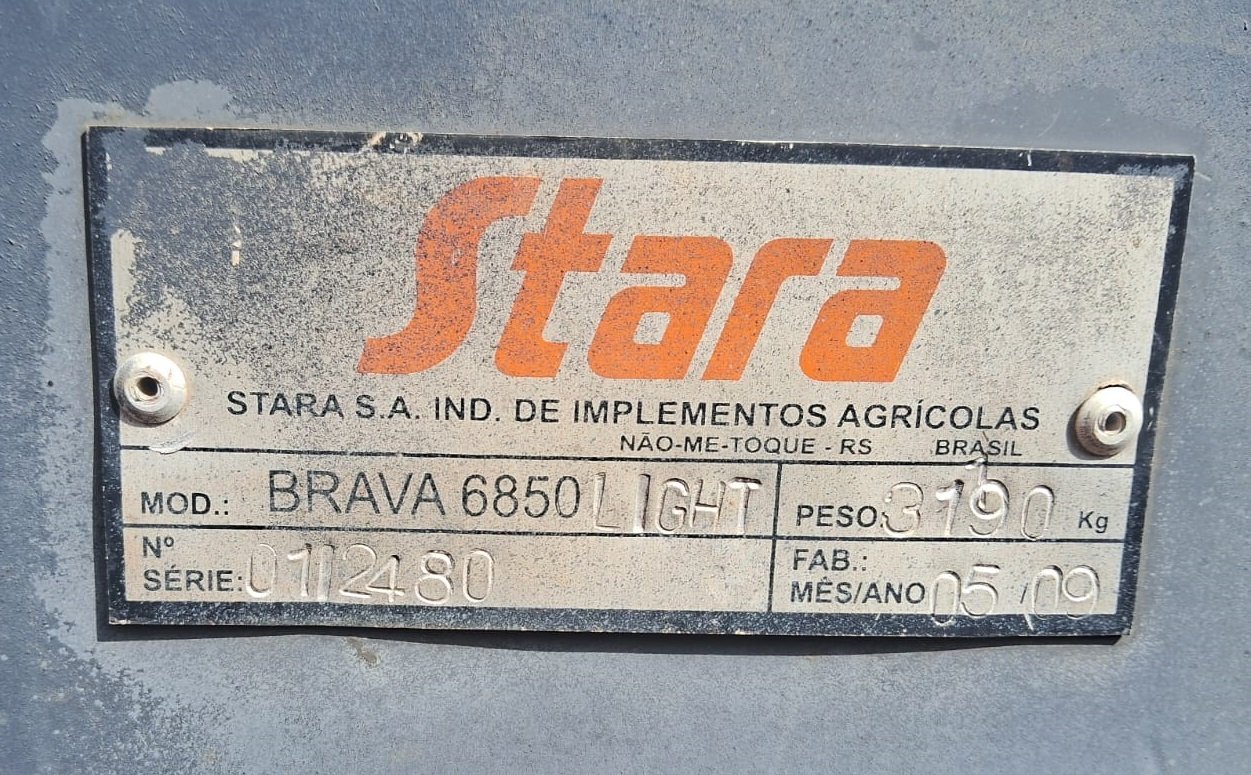 Stara
STARA S.A. IND. DE IMPLEMENTOS AGRÍCOLAS
NÃO-ME-TOQUE - RS BRASIL
MOD.: BRAVA 6850 LIGHT PESO: 3190 Kg
Nº
SÉRIE: 0112480
FAB.:
MÊS/ANO 05/09